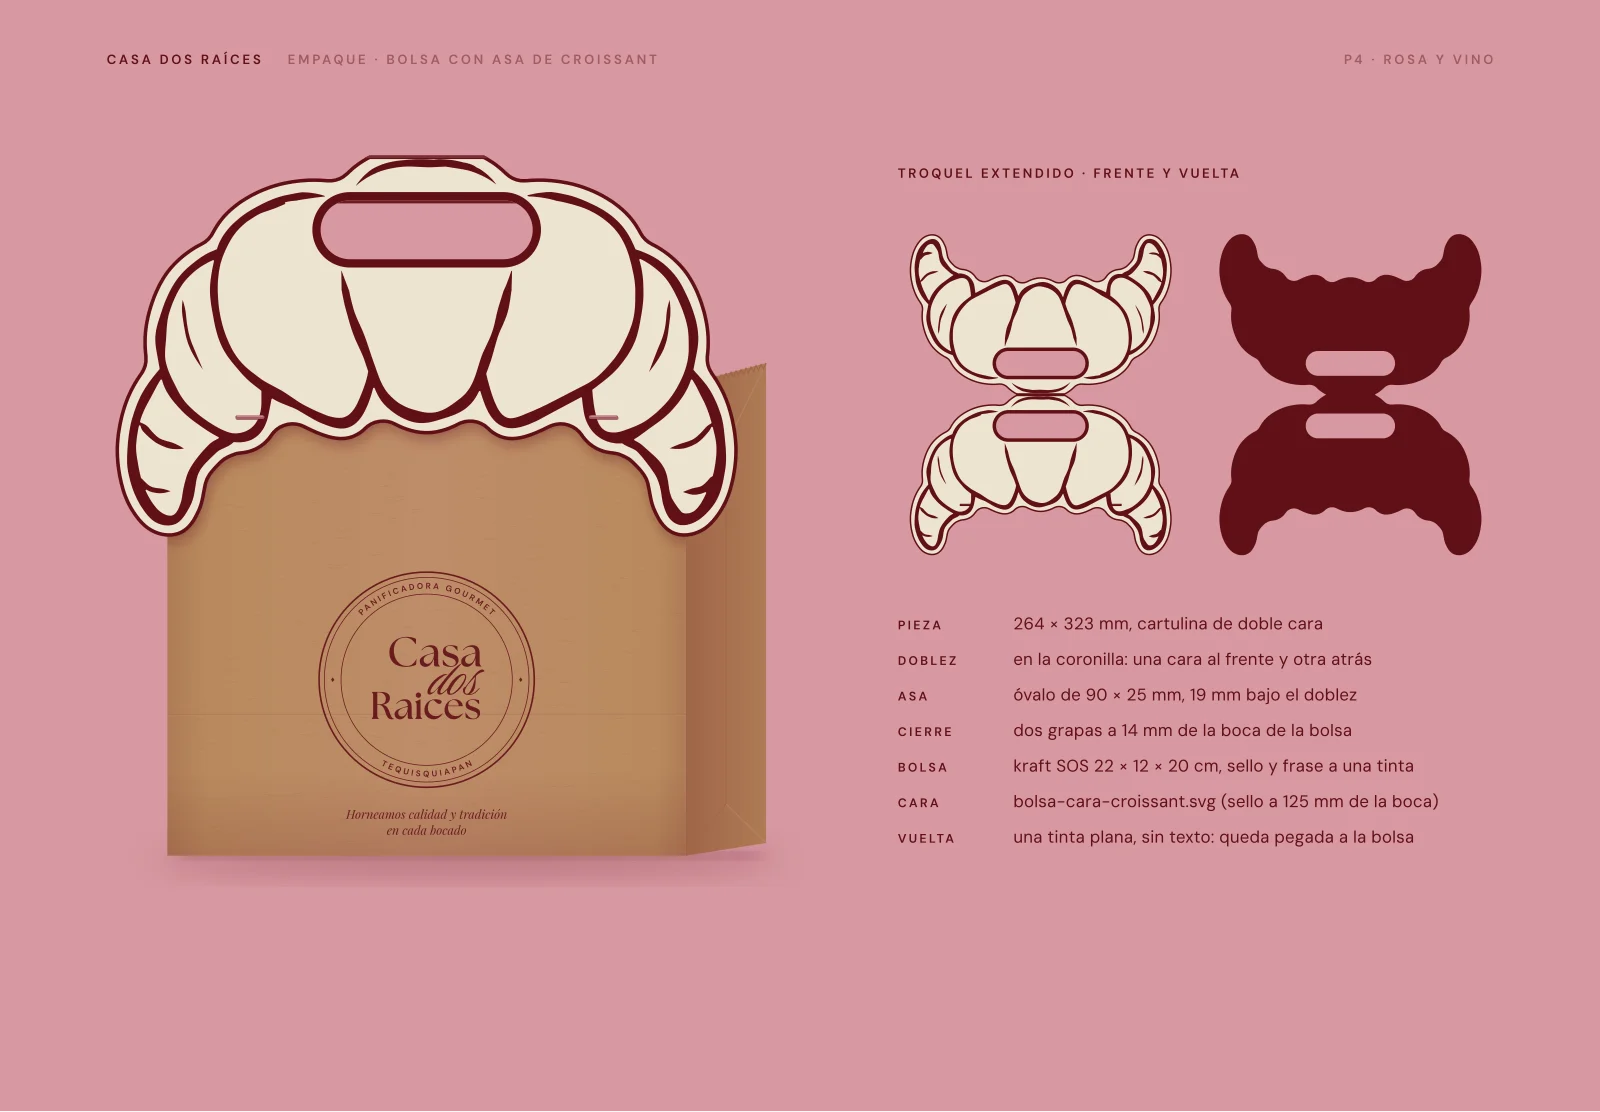 CASA DOS RAÍCES EMPAQUE · BOLSA CON ASA DE CROISSANT P4 · ROSA Y VINO
TROQUEL EXTENDIDO · FRENTE Y VUELTA
PANIFICADORA GOURMET
Casa
dos
Raices
TEQUISQUIAPAN
Horneamos calidad y tradición
en cada bocado
PIEZA 264 × 323 mm, cartulina de doble cara
DOBLEZ en la coronilla: una cara al frente y otra atrás
ASA óvalo de 90 × 25 mm, 19 mm bajo el doblez
CIERRE dos grapas a 14 mm de la boca de la bolsa
BOLSA kraft SOS 22 × 12 × 20 cm, sello y frase a una tinta
CARA bolsa-cara-croissant.svg (sello a 125 mm de la boca)
VUELTA una tinta plana, sin texto: queda pegada a la bolsa